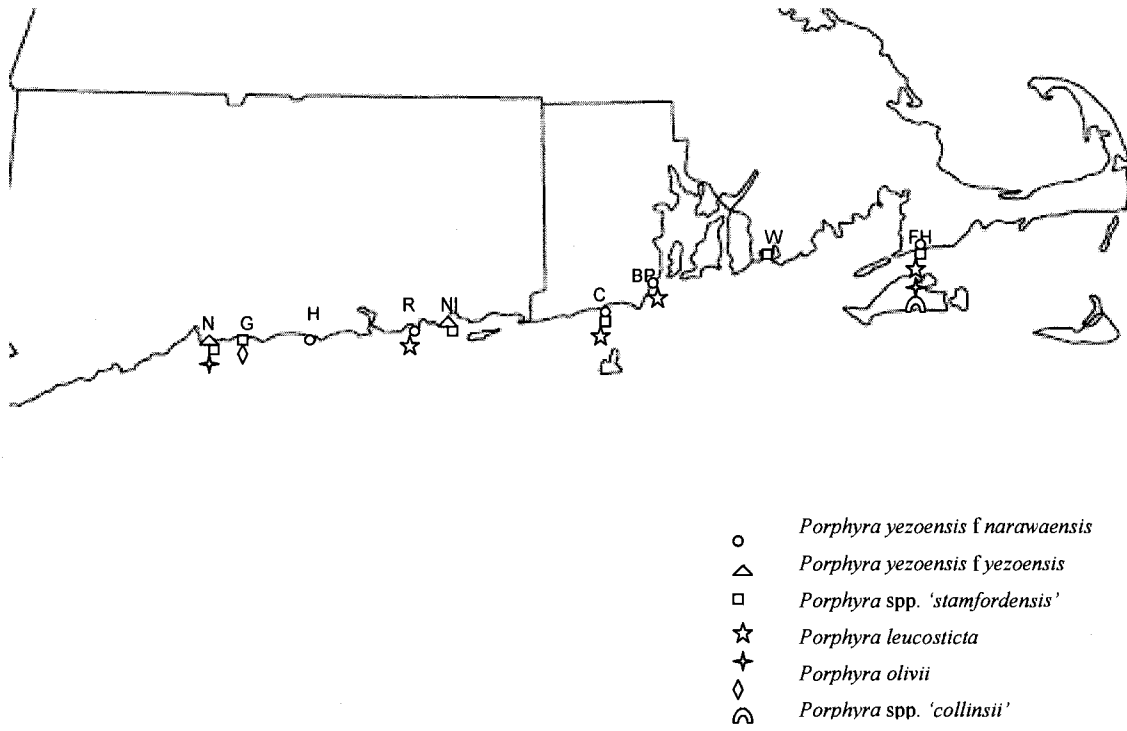 W
FH
BP
C
NI
R
H
N
G
Porphyra yezoensis f narawaensis
Porphyra yezoensis f yezoensis
Porphyra spp. ‘stamfordensis’
Porphyra leucosticta
Porphyra olivii
Porphyra spp. ‘collinsii’